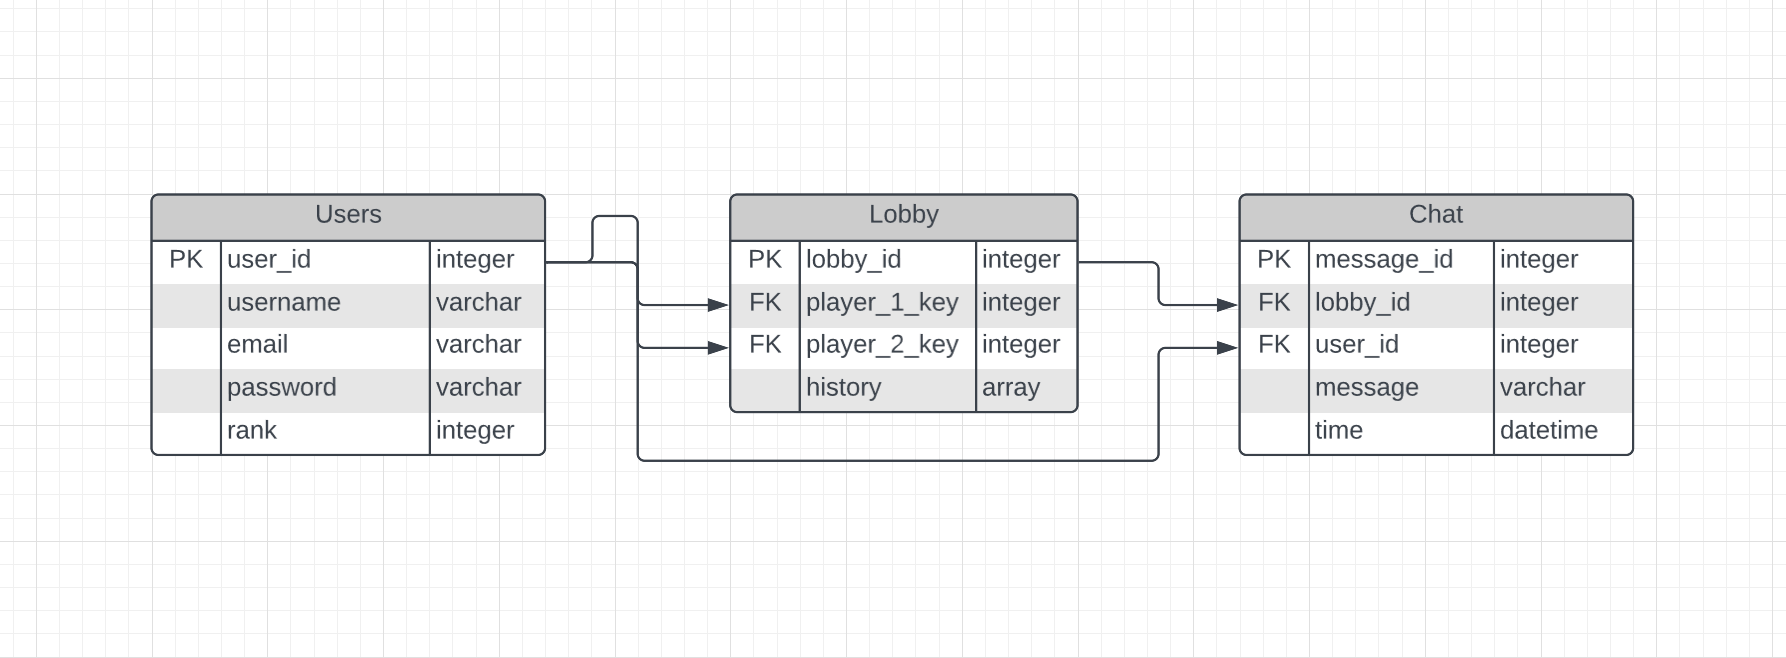 Users
PK user_id integer
username varchar
email varchar
password varchar
rank integer
Lobby
PK lobby_id integer
FK player_1_key integer
FK player_2_key integer
history array
Chat
PK message_id integer
FK lobby_id integer
FK user_id integer
message varchar
time datetime